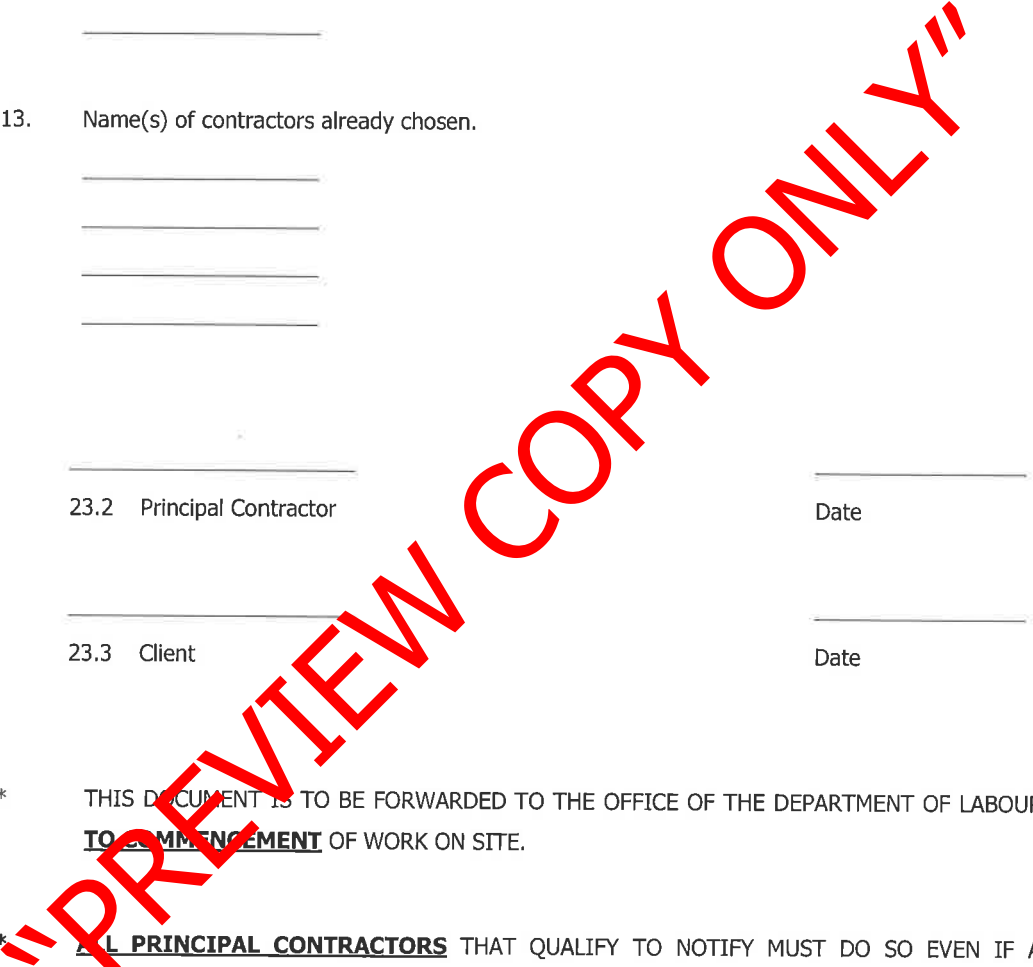 13. Name(s) of contractors already chosen.
23.2 Principal Contractor
Date
23.3 Client
Date
* THIS DOCUMENT IS TO BE FORWARDED TO THE OFFICE OF THE DEPARTMENT OF LABOUR
TO COMMENCEMENT OF WORK ON SITE.
* ALL PRINCIPAL CONTRACTORS THAT QUALIFY TO NOTIFY MUST DO SO EVEN IF A
"PREVIEW COPY ONLY"